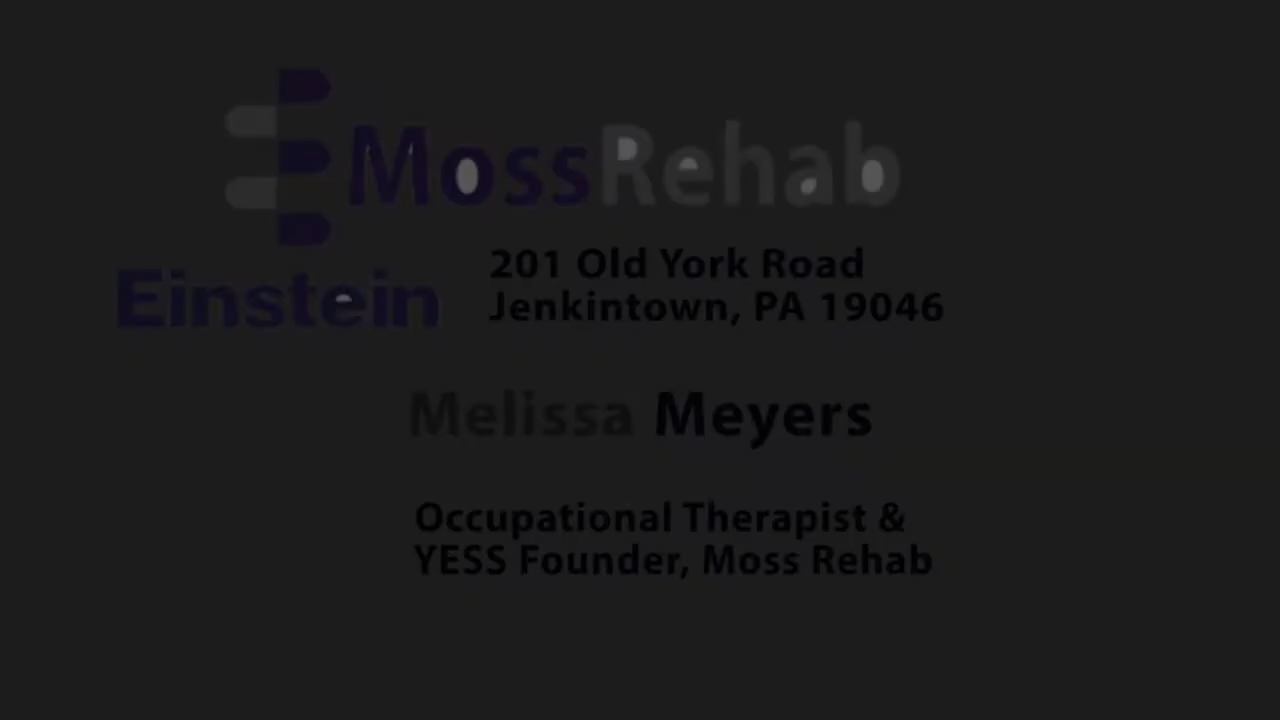 MossRehab
Einstein
201 Old York Road
Jenkintown, PA 19046
Melissa Meyers
Occupational Therapist &
YESS Founder, Moss Rehab